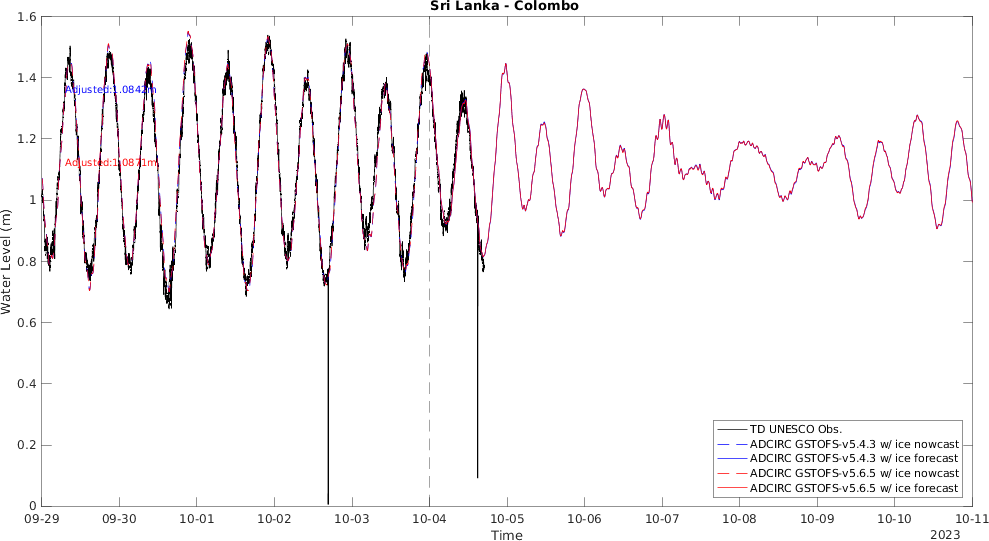 Sri Lanka - Colombo
Water Level (m)
1.6
1.4
1.2
1
0.8
0.6
0.4
0.2
0
Adjusted:1.0842m
Adjusted:1.0871m
TD UNESCO Obs.
ADCIRC GSTOFS-v5.4.3 w/ ice nowcast
ADCIRC GSTOFS-v5.4.3 w/ ice forecast
ADCIRC GSTOFS-v5.6.5 w/ ice nowcast
ADCIRC GSTOFS-v5.6.5 w/ ice forecast
09-29 09-30 10-01 10-02 10-03 10-04 10-05 10-06 10-07 10-08 10-09 10-10 10-11
Time
2023